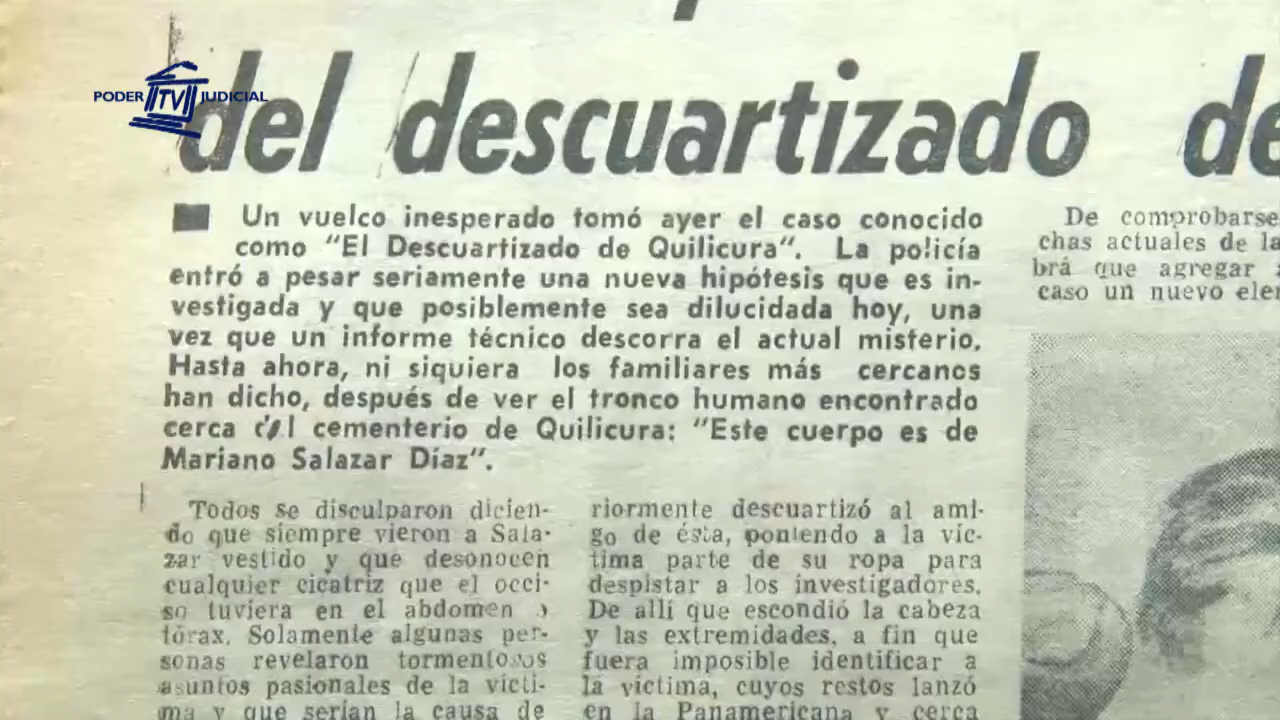 PODER TV JUDICIAL
del descuartizado de
Un vuelco inesperado tomó ayer el caso conocido
como "El Descuartizado de Quilicura". La policía
entró a pesar seriamente una nueva hipótesis que es in-
vestigada y que posiblemente sea dilucidada hoy, una
vez que un informe técnico descorra el actual misterio.
Hasta ahora, ni siquiera los familiares más cercanos
han dicho, después de ver el tronco humano encontrado
cerca del cementerio de Quilicura: "Este cuerpo es de
Mariano Salazar Díaz".
Todos se disculparon dicien-
do que siempre vieron a Sala-
zar vestido y que desonocen
cualquier cicatriz que el occi-
so tuviera en el abdomen
tórax. Solamente algunas per-
sonas revelaron tormentosos
asuntos pasionales de la vícti-
ma y que serían la causa de
riormente descuartizó al ami-
go de ésta, poniendo a la víc-
tima parte de su ropa para
despistar a los investigadores.
De allí que escondió la cabeza
y las extremidades, a fin que
fuera imposible identificar a
la víctima, cuyos restos lanzó
en la Panamericana y cerca
De comprobarse
chas actuales de la
brá que agregar
caso un nuevo